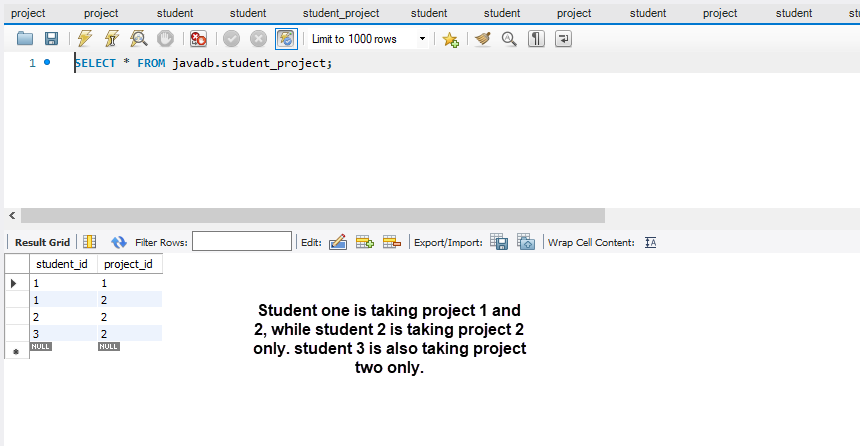 project project student student student_project student student project student project student
Limit to 1000 rows
1 SELECT * FROM javadb.student_project;
Result Grid Filter Rows: Edit: Export/Import: Wrap Cell Content:
student_id project_id
1 1
1 2
2 2
3 2
NULL NULL
Student one is taking project 1 and
2, while student 2 is taking project 2
only. student 3 is also taking project
two only.